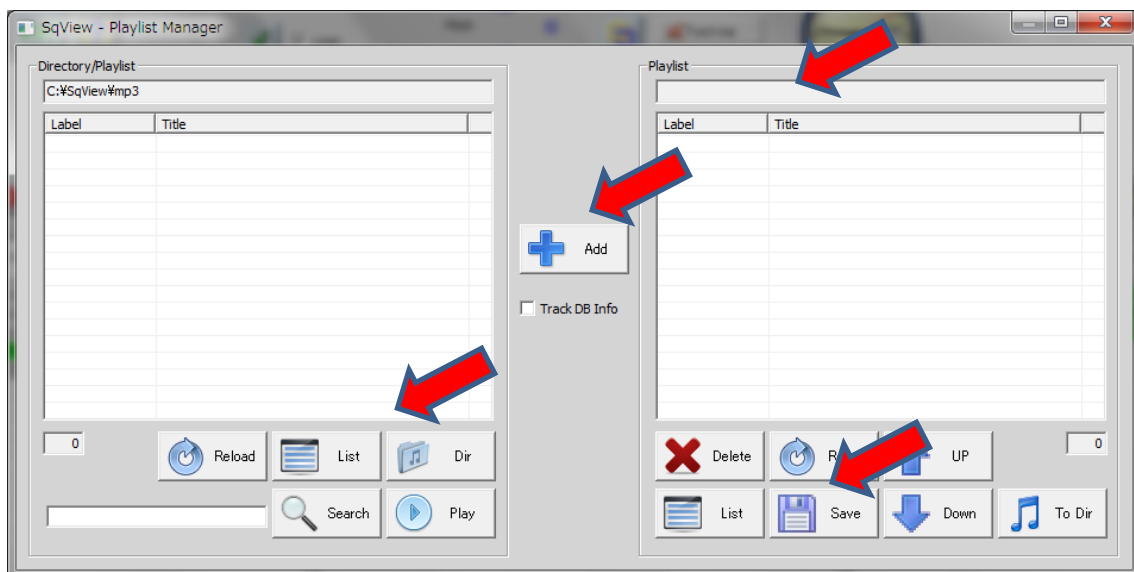 SqView - Playlist Manager
Directory/Playlist
C:¥SqView¥mp3
Label Title
0
Reload
List
Dir
Search
Play
Add
Track DB Info
Playlist
Label Title
Delete
UP
0
List
Save
Down
To Dir